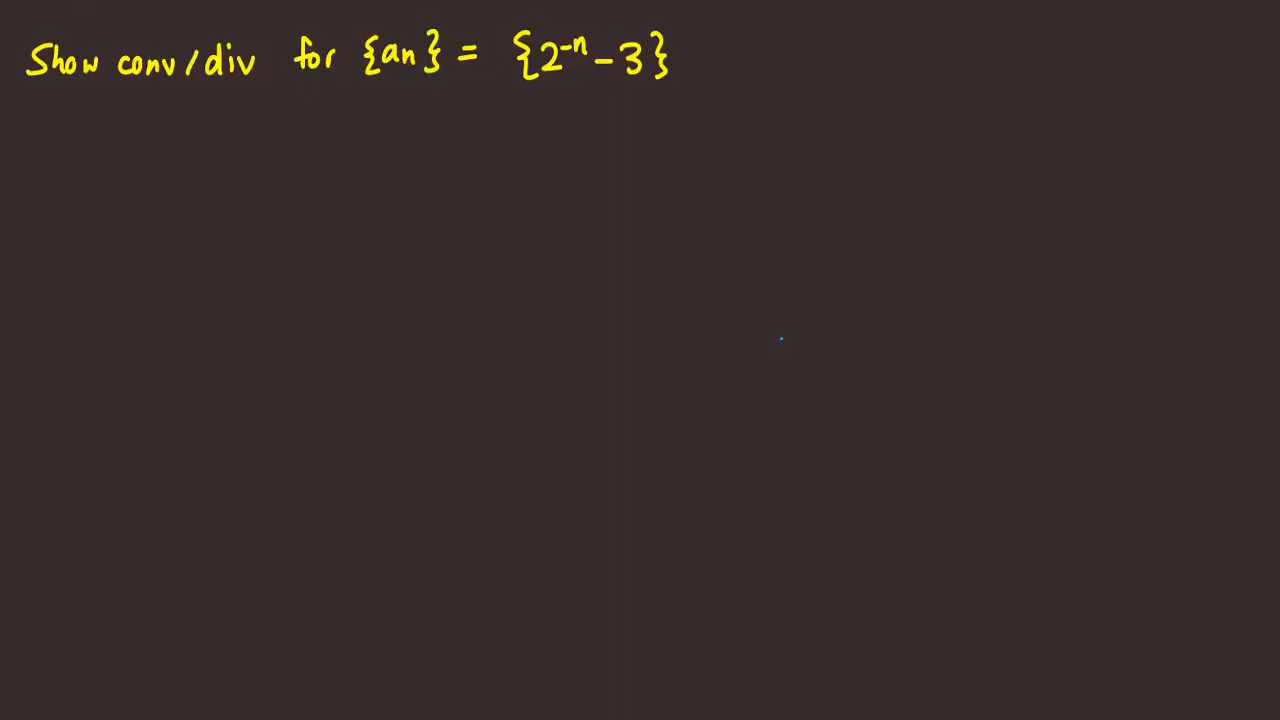 Show conv/div for {an} = {2⁻ⁿ - 3}